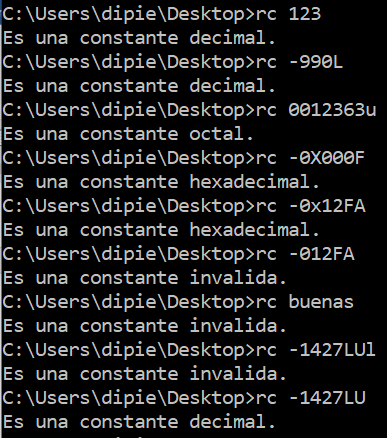 C:\Users\dipie\Desktop>rc 123
Es una constante decimal.
C:\Users\dipie\Desktop>rc -990L
Es una constante decimal.
C:\Users\dipie\Desktop>rc 0012363u
Es una constante octal.
C:\Users\dipie\Desktop>rc -0X000F
Es una constante hexadecimal.
C:\Users\dipie\Desktop>rc -0x12FA
Es una constante hexadecimal.
C:\Users\dipie\Desktop>rc -012FA
Es una constante invalida.
C:\Users\dipie\Desktop>rc buenas
Es una constante invalida.
C:\Users\dipie\Desktop>rc -1427LUl
Es una constante invalida.
C:\Users\dipie\Desktop>rc -1427LU
Es una constante decimal.